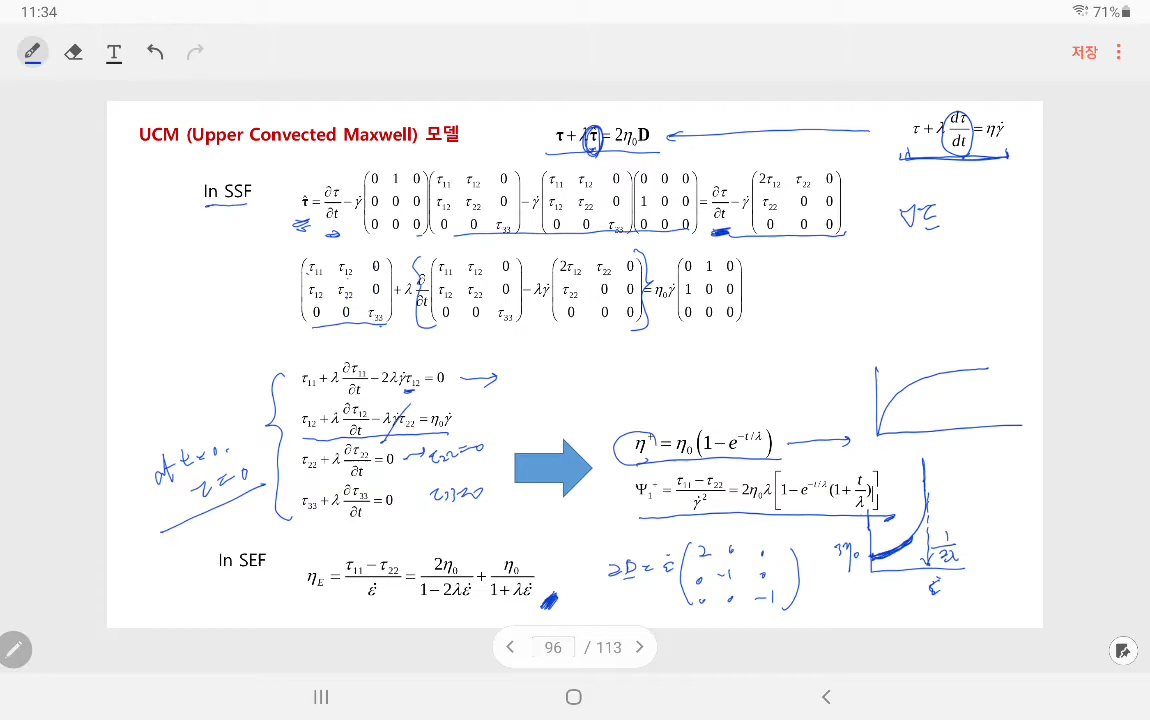 11:34
71%
T
저장
UCM (Upper Convected Maxwell) 모델
τ + λτ̂ = 2η₀D
τ + λ dτ/dt = ηγ̇
In SSF
τ̂ = ∂τ/∂t − γ̇ (0 1 0; 0 0 0; 0 0 0)(τ₁₁ τ₁₂ 0; τ₁₂ τ₂₂ 0; 0 0 τ₃₃) − γ̇ (τ₁₁ τ₁₂ 0; τ₁₂ τ₂₂ 0; 0 0 τ₃₃)(0 0 0; 1 0 0; 0 0 0) = ∂τ/∂t − γ̇ (2τ₁₂ τ₂₂ 0; τ₂₂ 0 0; 0 0 0)
(τ₁₁ τ₁₂ 0; τ₁₂ τ₂₂ 0; 0 0 τ₃₃) + λ ∂/∂t (τ₁₁ τ₁₂ 0; τ₁₂ τ₂₂ 0; 0 0 τ₃₃) − λγ̇ (2τ₁₂ τ₂₂ 0; τ₂₂ 0 0; 0 0 0) = η₀γ̇ (0 1 0; 1 0 0; 0 0 0)
τ₁₁ + λ ∂τ₁₁/∂t − 2λγ̇τ₁₂ = 0
τ₁₂ + λ ∂τ₁₂/∂t − λγ̇τ₂₂ = η₀γ̇
τ₂₂ + λ ∂τ₂₂/∂t = 0 → τ₂₂ = 0
τ₃₃ + λ ∂τ₃₃/∂t = 0 τ₃₃ = 0
at t=0.
τ = 0
η⁺ = η₀(1 − e^(−t/λ))
Ψ₁⁺ = (τ₁₁ − τ₂₂)/γ̇² = 2η₀λ[1 − e^(−t/λ)(1 + t/λ)]
In SEF
η_E = (τ₁₁ − τ₂₂)/ε̇ = 2η₀/(1 − 2λε̇) + η₀/(1 + λε̇)
2D = ε̇ (2 0 0; 0 -1 0; 0 0 -1)
3η₀
1/2λ
ε̇
96 / 113